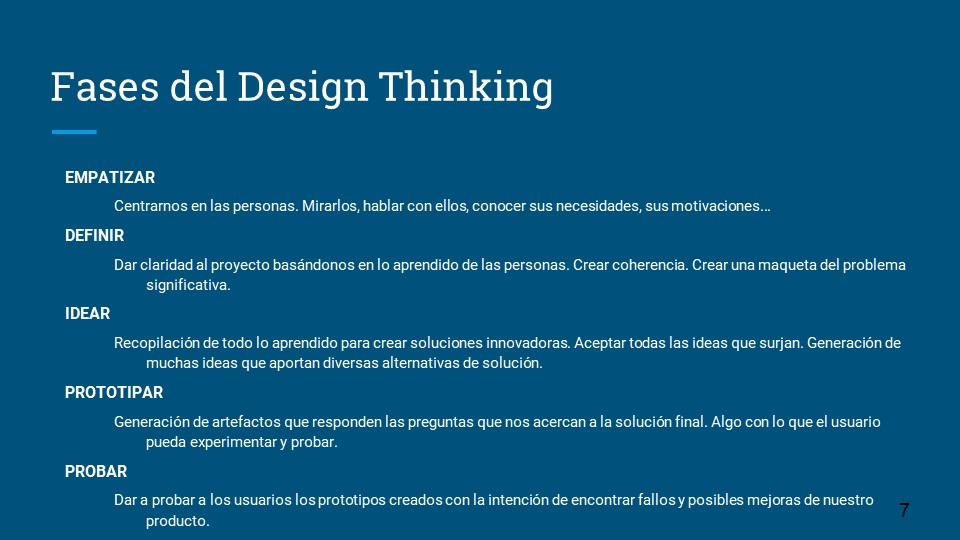 Fases del Design Thinking
EMPATIZAR
Centrarnos en las personas. Mirarlos, hablar con ellos, conocer sus necesidades, sus motivaciones...
DEFINIR
Dar claridad al proyecto basándonos en lo aprendido de las personas. Crear coherencia. Crear una maqueta del problema
significativa.
IDEAR
Recopilación de todo lo aprendido para crear soluciones innovadoras. Aceptar todas las ideas que surjan. Generación de
muchas ideas que aportan diversas alternativas de solución.
PROTOTIPAR
Generación de artefactos que responden las preguntas que nos acercan a la solución final. Algo con lo que el usuario
pueda experimentar y probar.
PROBAR
Dar a probar a los usuarios los prototipos creados con la intención de encontrar fallos y posibles mejoras de nuestro
producto.
7